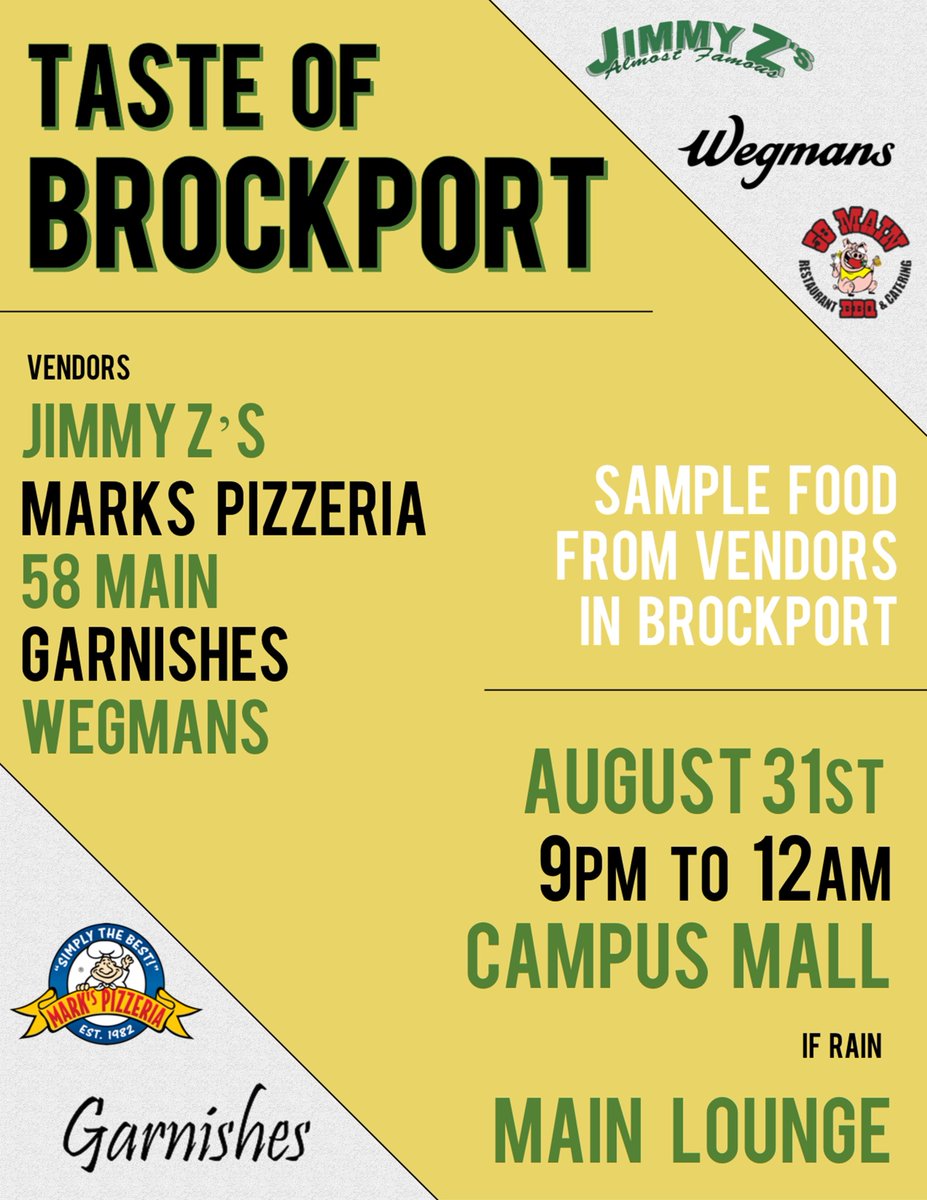 TASTE OF
BROCKPORT
JIMMY Z's
Almost Famous
Wegmans
58 MAIN
RESTAURANT BBQ & CATERING
VENDORS
JIMMY Z'S
MARKS PIZZERIA
58 MAIN
GARNISHES
WEGMANS
SAMPLE FOOD
FROM VENDORS
IN BROCKPORT
AUGUST 31ST
9PM TO 12AM
CAMPUS MALL
IF RAIN
MAIN LOUNGE
"SIMPLY THE BEST!"
MARK'S PIZZERIA
EST. 1982
Garnishes